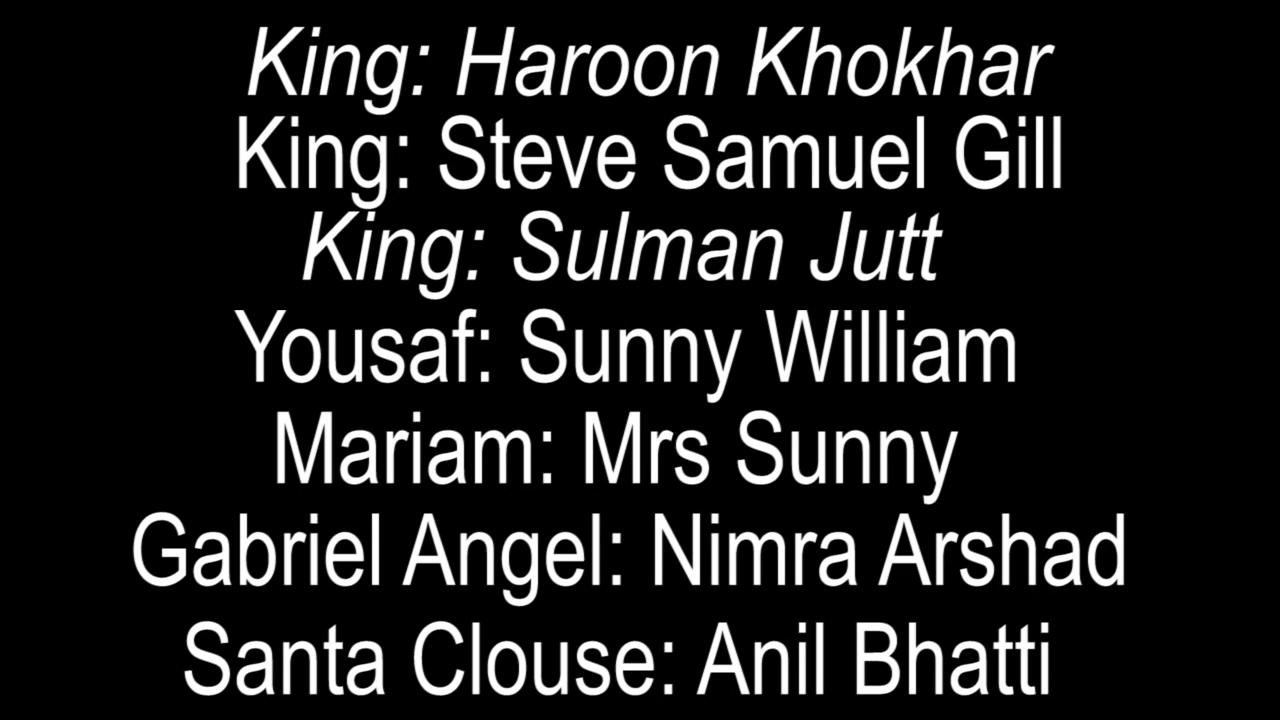 King: Haroon Khokhar
King: Steve Samuel Gill
King: Sulman Jutt
Yousaf: Sunny William
Mariam: Mrs Sunny
Gabriel Angel: Nimra Arshad
Santa Clouse: Anil Bhatti